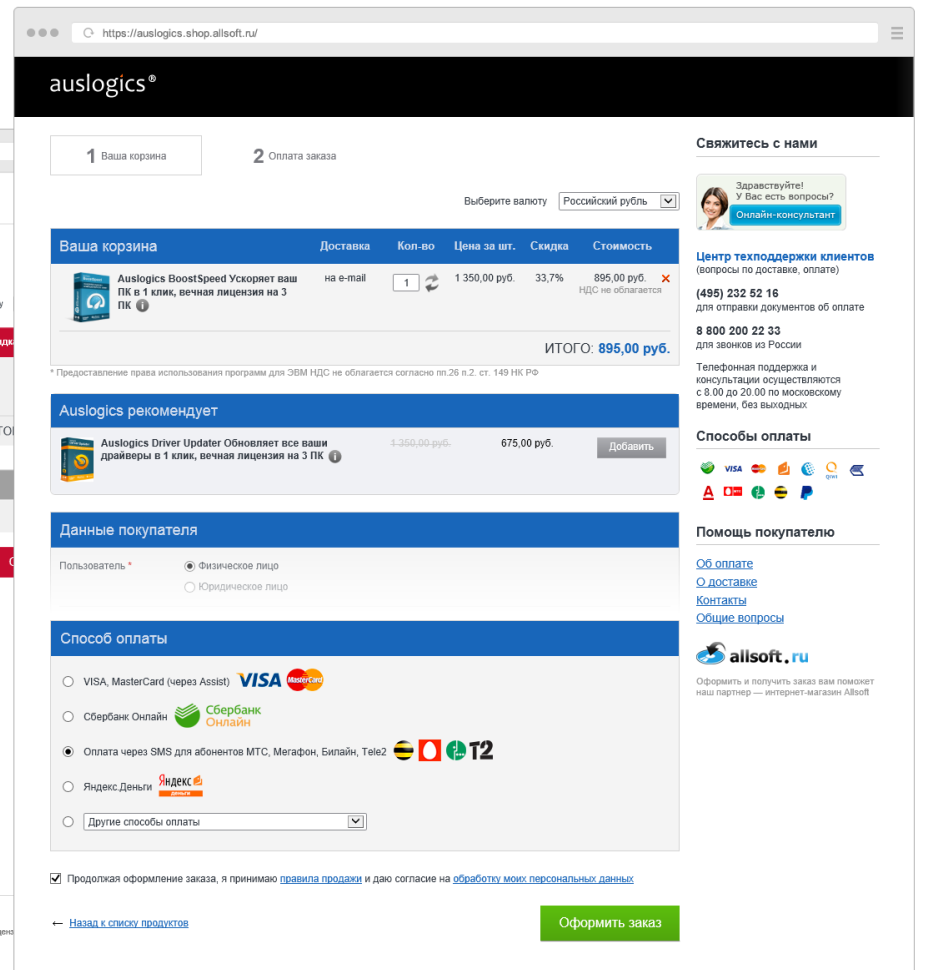 https://auslogics.shop.allsoft.ru/
auslogics®
1 Ваша корзина
2 Оплата заказа
Выберите валюту Российский рубль
Ваша корзина Доставка Кол-во Цена за шт. Скидка Стоимость
Auslogics BoostSpeed Ускоряет ваш
ПК в 1 клик, вечная лицензия на 3
ПК
на e-mail 1 1 350,00 руб. 33,7% 895,00 руб.
НДС не облагается
ИТОГО: 895,00 руб.
* Предоставление права использования программ для ЭВМ НДС не облагается согласно пп.26 п.2. ст. 149 НК РФ
Auslogics рекомендует
Auslogics Driver Updater Обновляет все ваши
драйверы в 1 клик, вечная лицензия на 3 ПК
1 350,00 руб. 675,00 руб. Добавить
Данные покупателя
Пользователь * Физическое лицо
Юридическое лицо
Способ оплаты
VISA, MasterCard (через Assist) VISA MasterCard
Сбербанк Онлайн Сбербанк
Онлайн
Оплата через SMS для абонентов МТС, Мегафон, Билайн, Tele2 T2
Яндекс.Деньги Яндекс
деньги
Другие способы оплаты
Продолжая оформление заказа, я принимаю правила продажи и даю согласие на обработку моих персональных данных
← Назад к списку продуктов
Оформить заказ
Свяжитесь с нами
Здравствуйте!
У Вас есть вопросы?
Онлайн-консультант
Центр техподдержки клиентов
(вопросы по доставке, оплате)
(495) 232 52 16
для отправки документов об оплате
8 800 200 22 33
для звонков из России
Телефонная поддержка и
консультации осуществляются
с 8.00 до 20.00 по московскому
времени, без выходных
Способы оплаты
VISA
QIWI
Помощь покупателю
Об оплате
О доставке
Контакты
Общие вопросы
allsoft.ru
Оформить и получить заказ вам поможет
наш партнер — интернет-магазин Allsoft